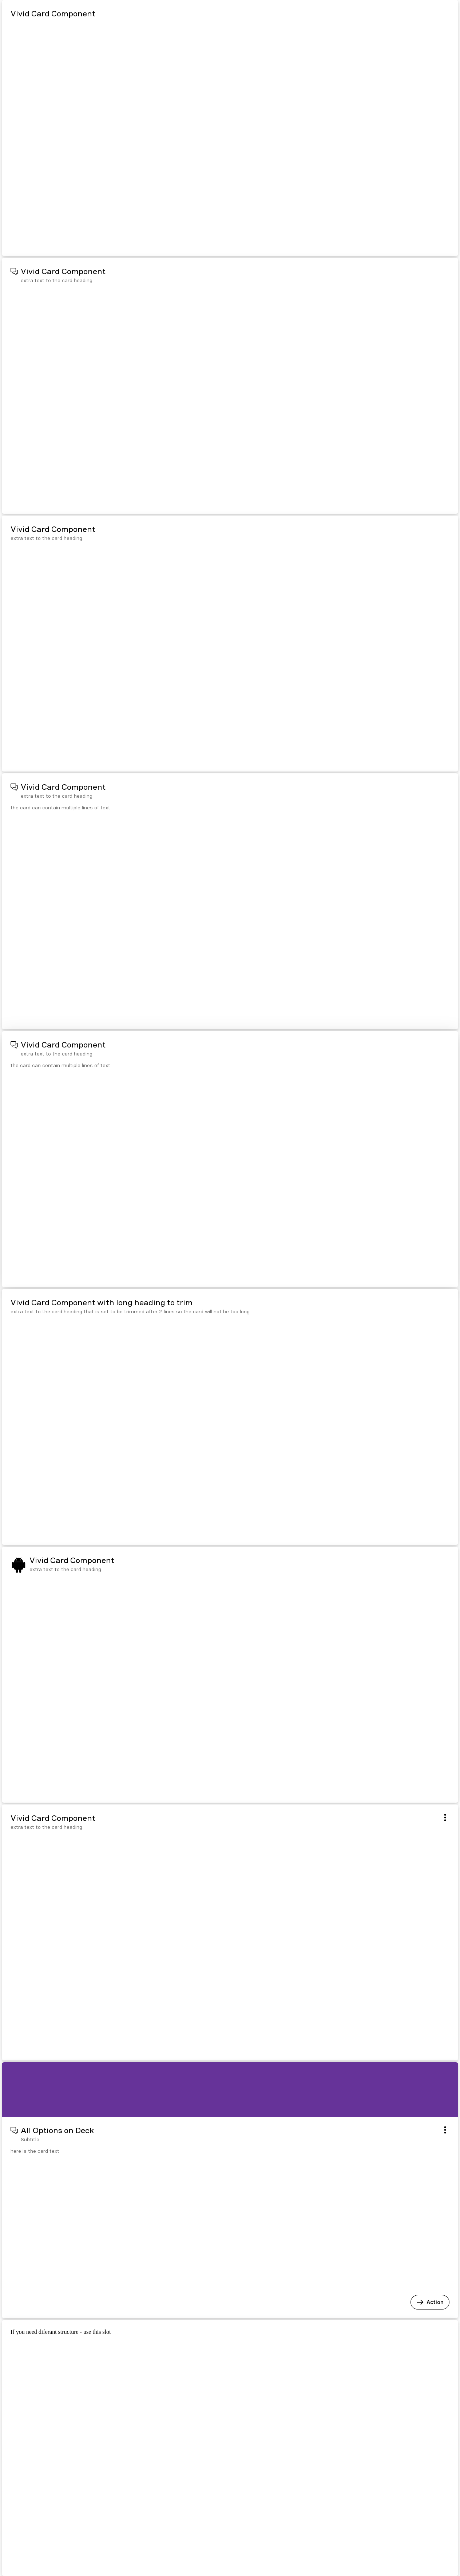 Vivid Card Component
Vivid Card Component
extra text to the card heading
Vivid Card Component
extra text to the card heading
Vivid Card Component
extra text to the card heading
the card can contain multiple lines of text
Vivid Card Component
extra text to the card heading
the card can contain multiple lines of text
Vivid Card Component with long heading to trim
extra text to the card heading that is set to be trimmed after 2 lines so the card will not be too long
Vivid Card Component
extra text to the card heading
Vivid Card Component
extra text to the card heading
All Options on Deck
Subtitle
here is the card text
Action
If you need diferant structure - use this slot